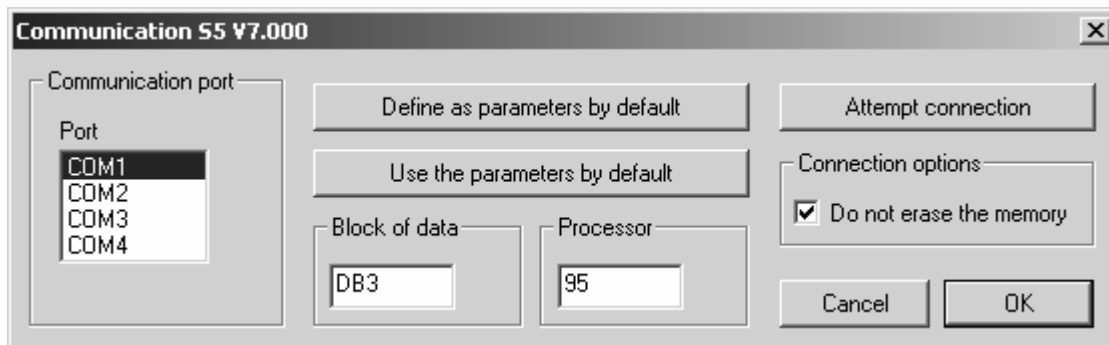 Communication S5 V7.000
Communication port
Port
COM1
COM2
COM3
COM4
Define as parameters by default
Use the parameters by default
Block of data
DB3
Processor
95
Attempt connection
Connection options
Do not erase the memory
Cancel
OK